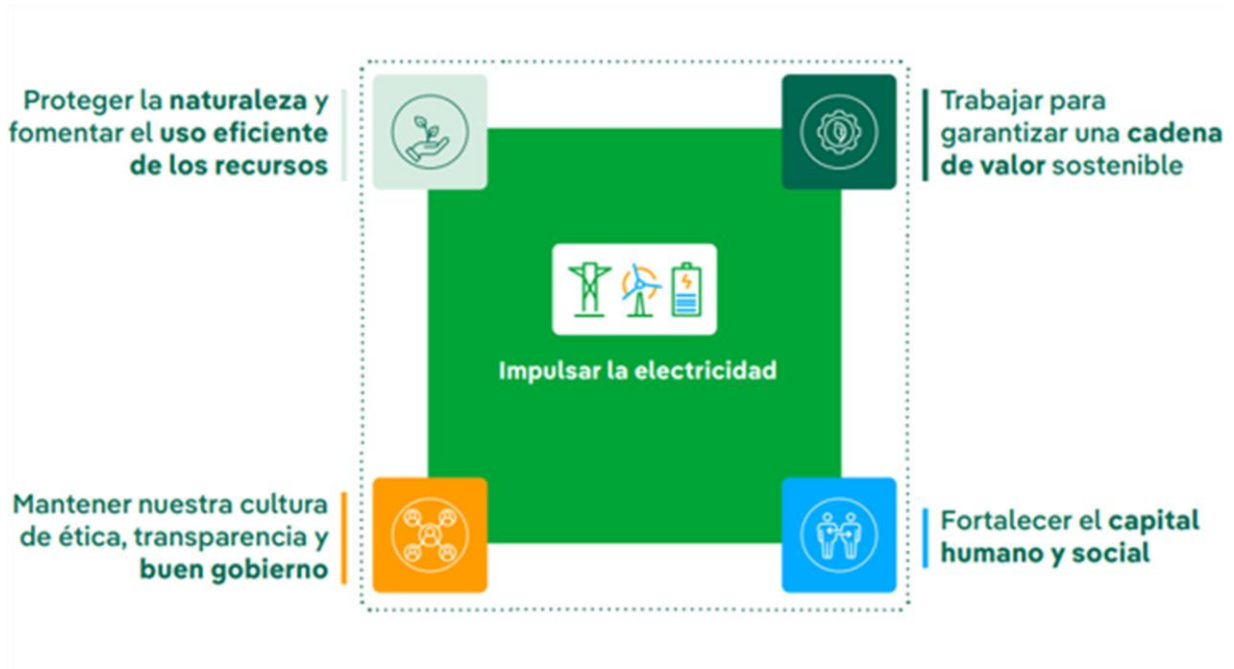 Proteger la naturaleza y
fomentar el uso eficiente
de los recursos
Trabajar para
garantizar una cadena
de valor sostenible
Impulsar la electricidad
Mantener nuestra cultura
de ética, transparencia y
buen gobierno
Fortalecer el capital
humano y social